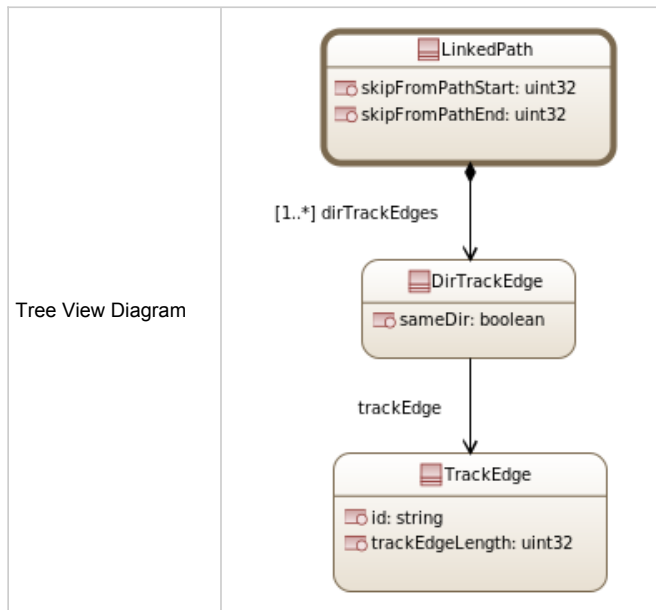 LinkedPath
skipFromPathStart: uint32
skipFromPathEnd: uint32
[1..*] dirTrackEdges
DirTrackEdge
Tree View Diagram
sameDir: boolean
trackEdge
TrackEdge
id: string
trackEdgeLength: uint32